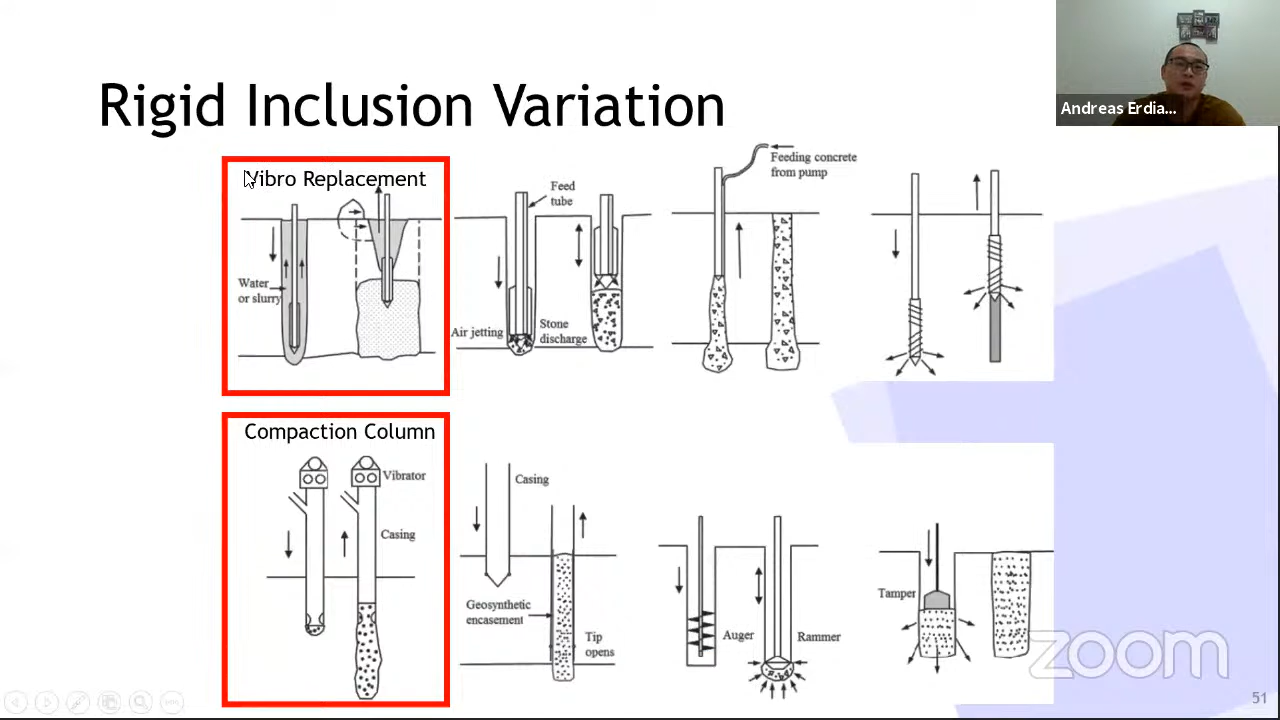 Rigid Inclusion Variation
Andreas Erdia...
Vibro Replacement
Water
or slurry
Feed
tube
Air jetting
Stone
discharge
Feeding concrete
from pump
Compaction Column
Vibrator
Casing
Casing
Geosynthetic
encasement
Tip
opens
Auger
Rammer
Tamper
zoom
51